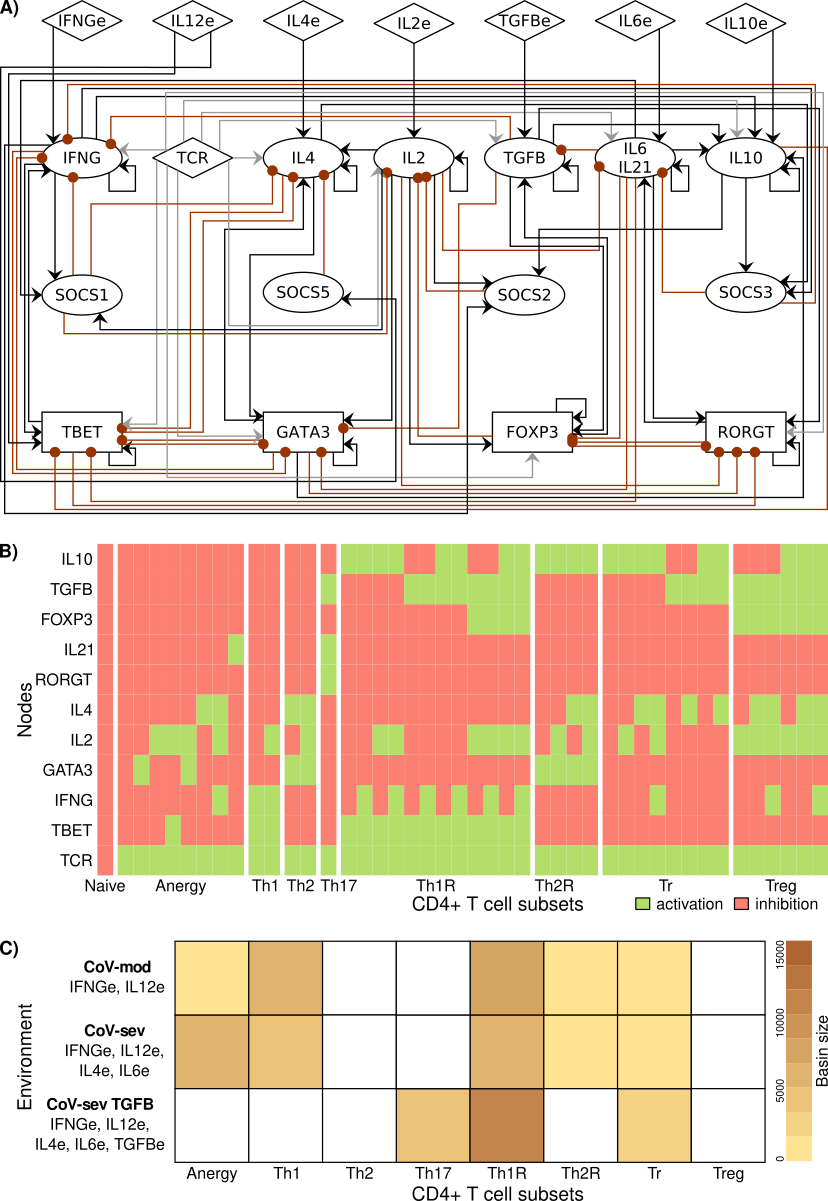 A)
IFNGe IL12e IL4e IL2e TGFBe IL6e IL10e
IFNG TCR IL4 IL2 TGFB IL6 IL21 IL10
SOCS1 SOCS5 SOCS2 SOCS3
TBET GATA3 FOXP3 RORGT
B)
Nodes
IL10
TGFB
FOXP3
IL21
RORGT
IL4
IL2
GATA3
IFNG
TBET
TCR
Naive Anergy Th1 Th2 Th17 Th1R Th2R Tr Treg
CD4+ T cell subsets
activation inhibition
C)
Environment
CoV-mod
IFNGe, IL12e
CoV-sev
IFNGe, IL12e,
IL4e, IL6e
CoV-sev TGFB
IFNGe, IL12e,
IL4e, IL6e, TGFBe
Anergy Th1 Th2 Th17 Th1R Th2R Tr Treg
CD4+ T cell subsets
15000
10000
5000
0
Basin size